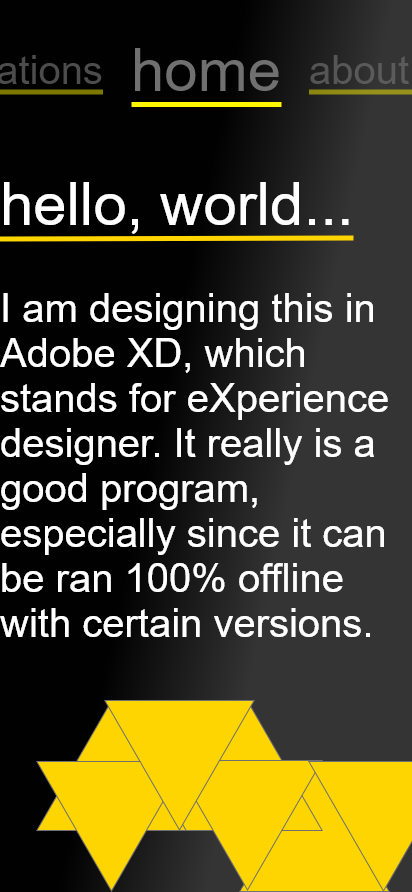 ations home about
hello, world...
I am designing this in
Adobe XD, which
stands for eXperience
designer. It really is a
good program,
especially since it can
be ran 100% offline
with certain versions.